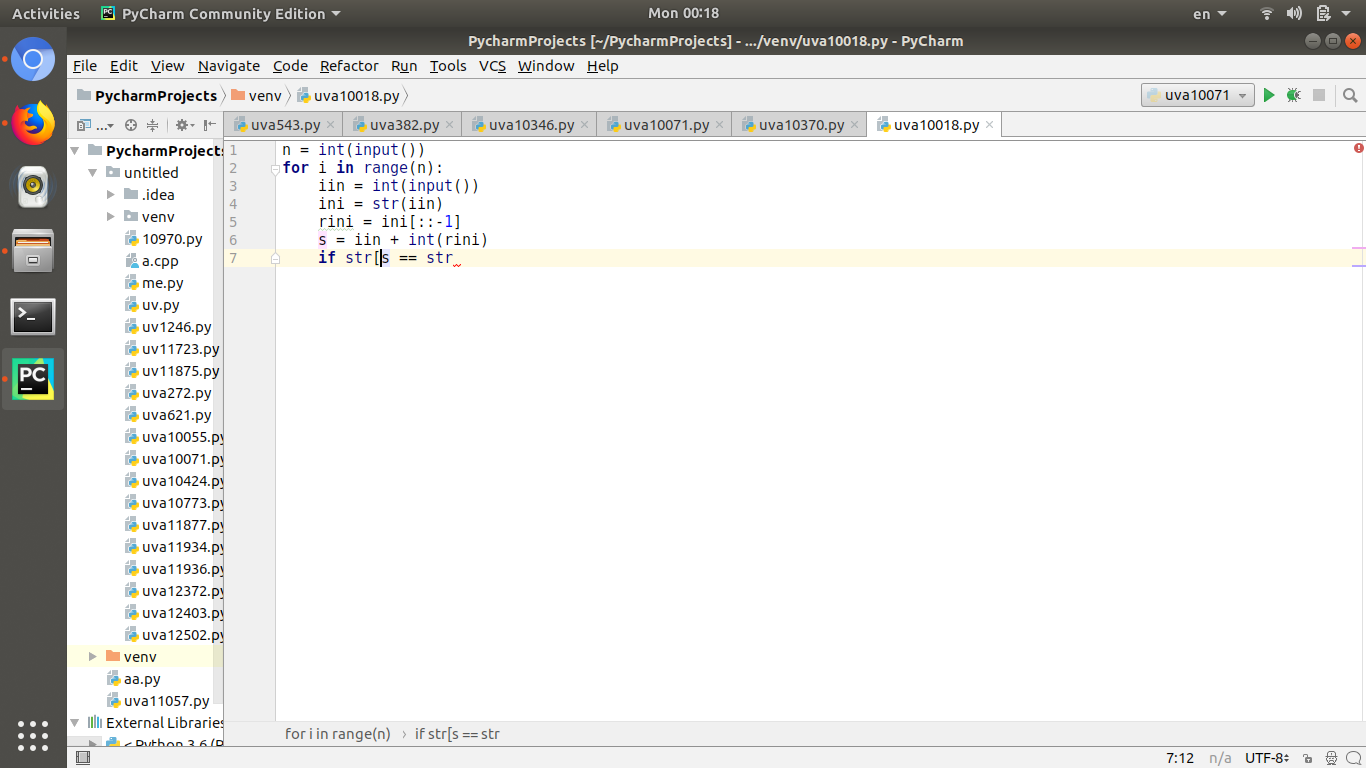 Activities PyCharm Community Edition Mon 00:18 en
PycharmProjects [~/PycharmProjects] - .../venv/uva10018.py - PyCharm
File Edit View Navigate Code Refactor Run Tools VCS Window Help
PycharmProjects venv uva10018.py uva10071
... uva543.py uva382.py uva10346.py uva10071.py uva10370.py uva10018.py
PycharmProjects
untitled
.idea
venv
10970.py
a.cpp
me.py
uv.py
uv1246.py
uv11723.py
uv11875.py
uva272.py
uva621.py
uva10055.py
uva10071.py
uva10424.py
uva10773.py
uva11877.py
uva11934.py
uva11936.py
uva12372.py
uva12403.py
uva12502.py
venv
aa.py
uva11057.py
External Libraries
< Python 3.6 (P
1 n = int(input())
2 for i in range(n):
3 iin = int(input())
4 ini = str(iin)
5 rini = ini[::-1]
6 s = iin + int(rini)
7 if str[s == str
for i in range(n) › if str[s == str
7:12 n/a UTF-8
PC